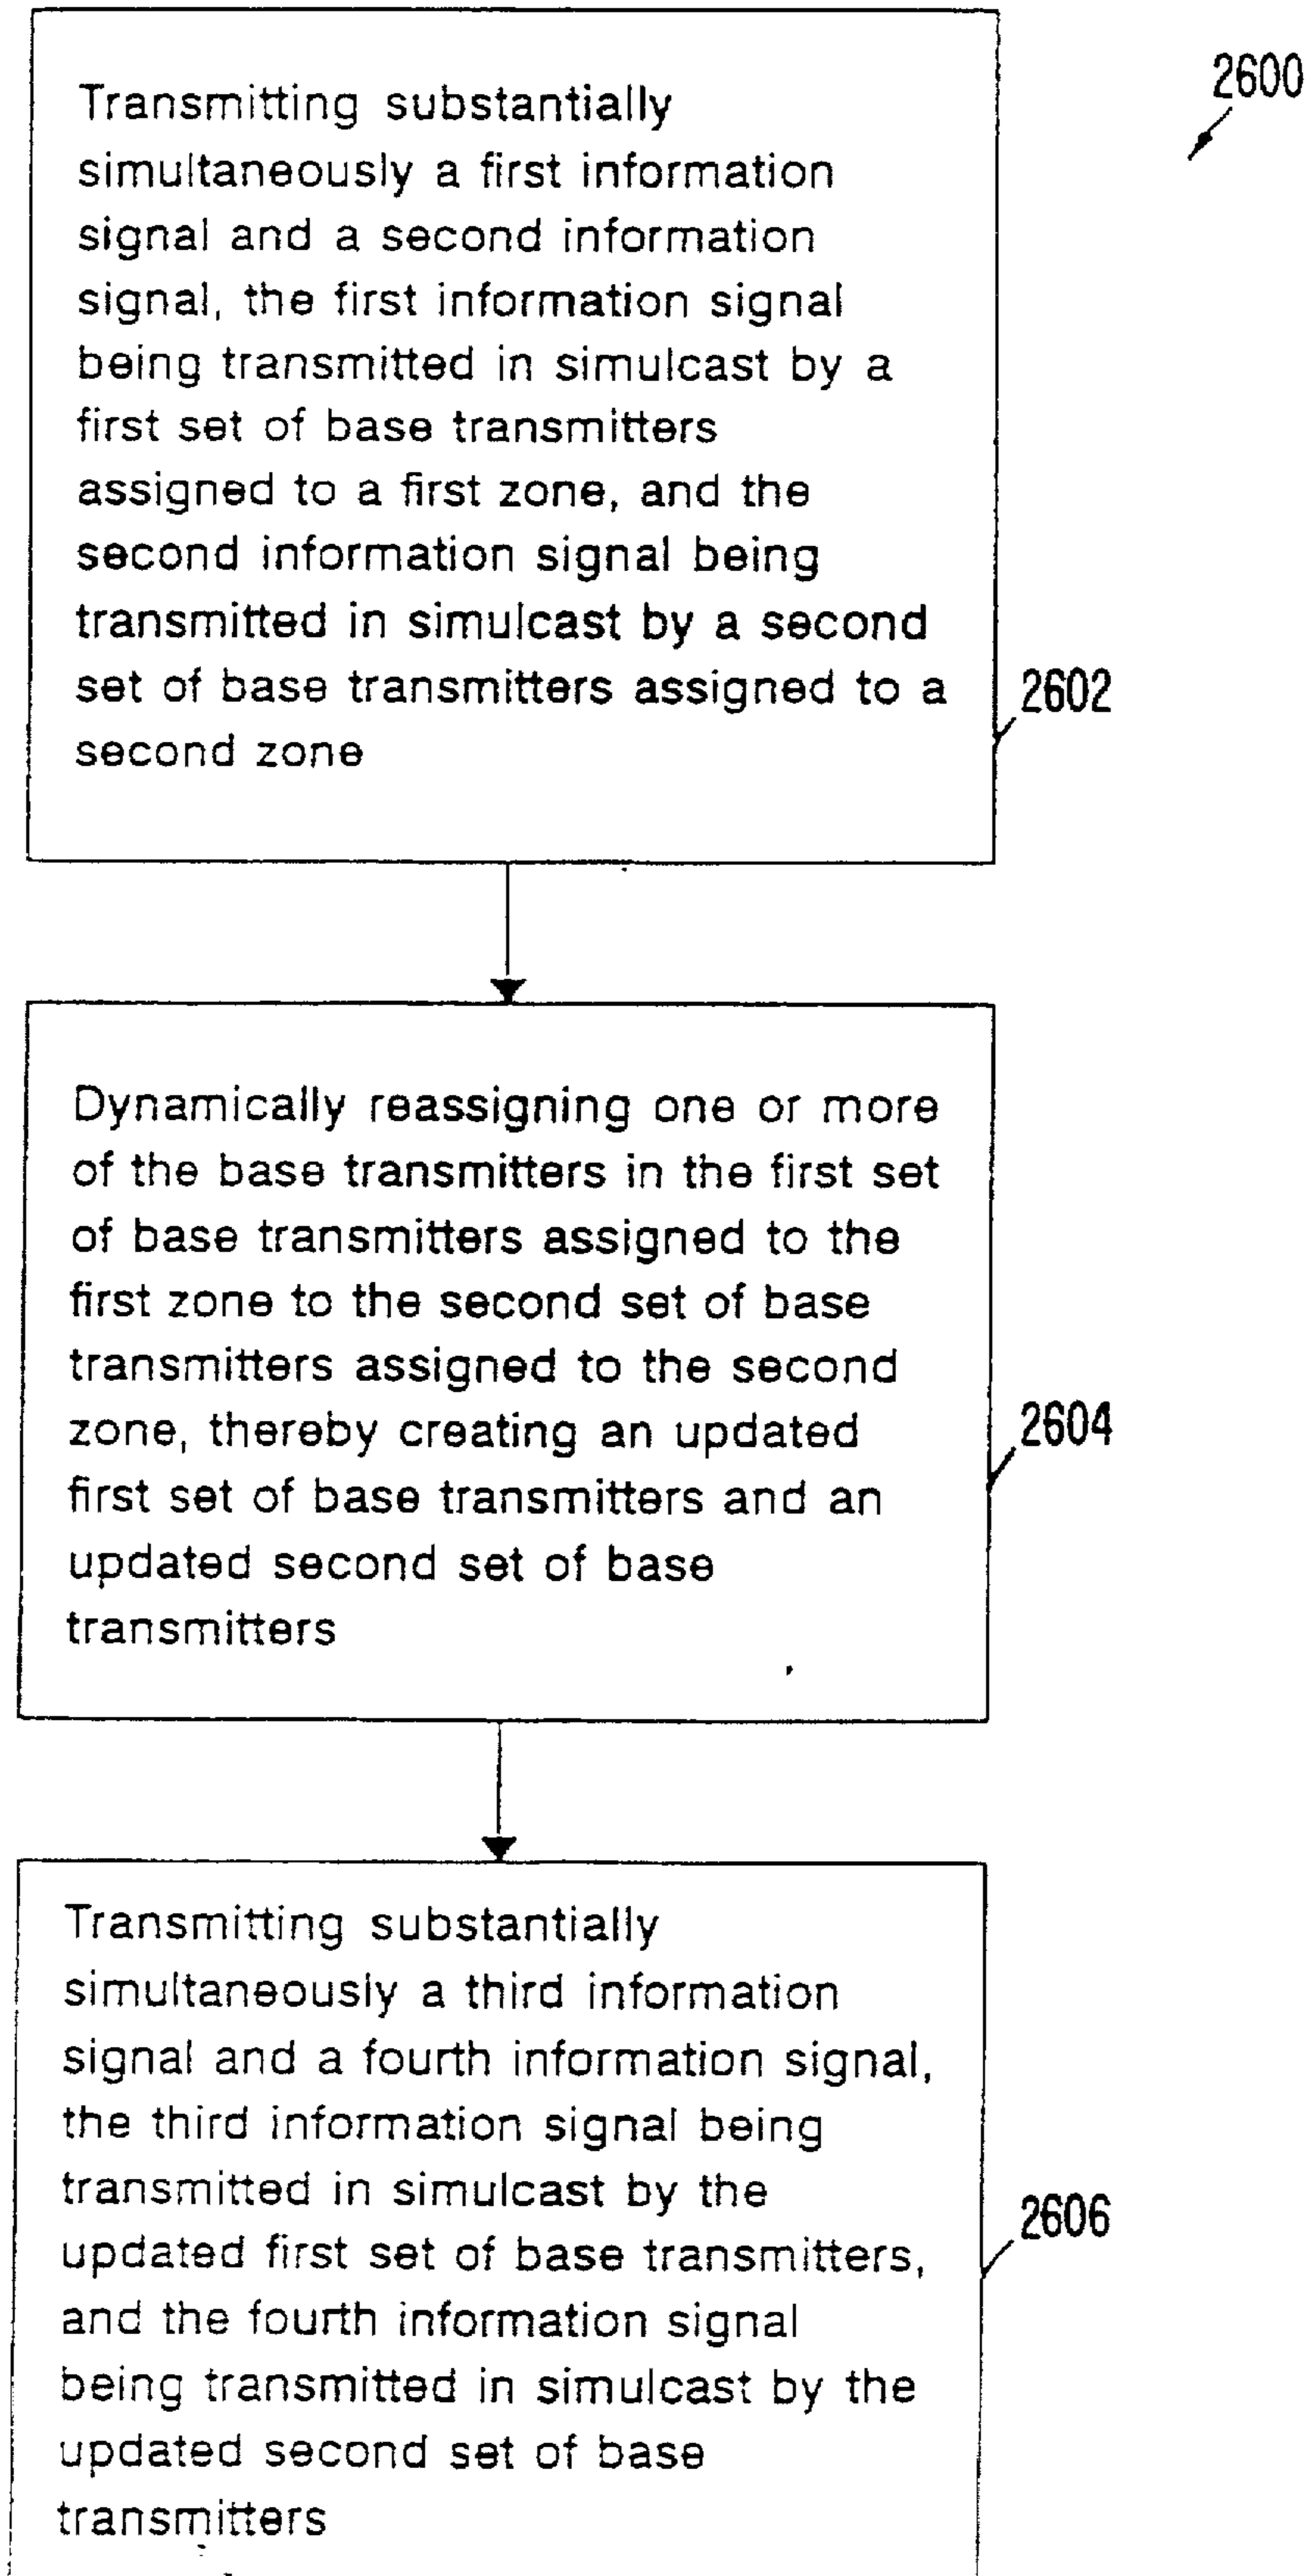 2600
Transmitting substantially
simultaneously a first information
signal and a second information
signal, the first information signal
being transmitted in simulcast by a
first set of base transmitters
assigned to a first zone, and the
second information signal being
transmitted in simulcast by a second
set of base transmitters assigned to a
second zone
2602
Dynamically reassigning one or more
of the base transmitters in the first set
of base transmitters assigned to the
first zone to the second set of base
transmitters assigned to the second
zone, thereby creating an updated
first set of base transmitters and an
updated second set of base
transmitters
2604
Transmitting substantially
simultaneously a third information
signal and a fourth information signal,
the third information signal being
transmitted in simulcast by the
updated first set of base transmitters,
and the fourth information signal
being transmitted in simulcast by the
updated second set of base
transmitters
2606